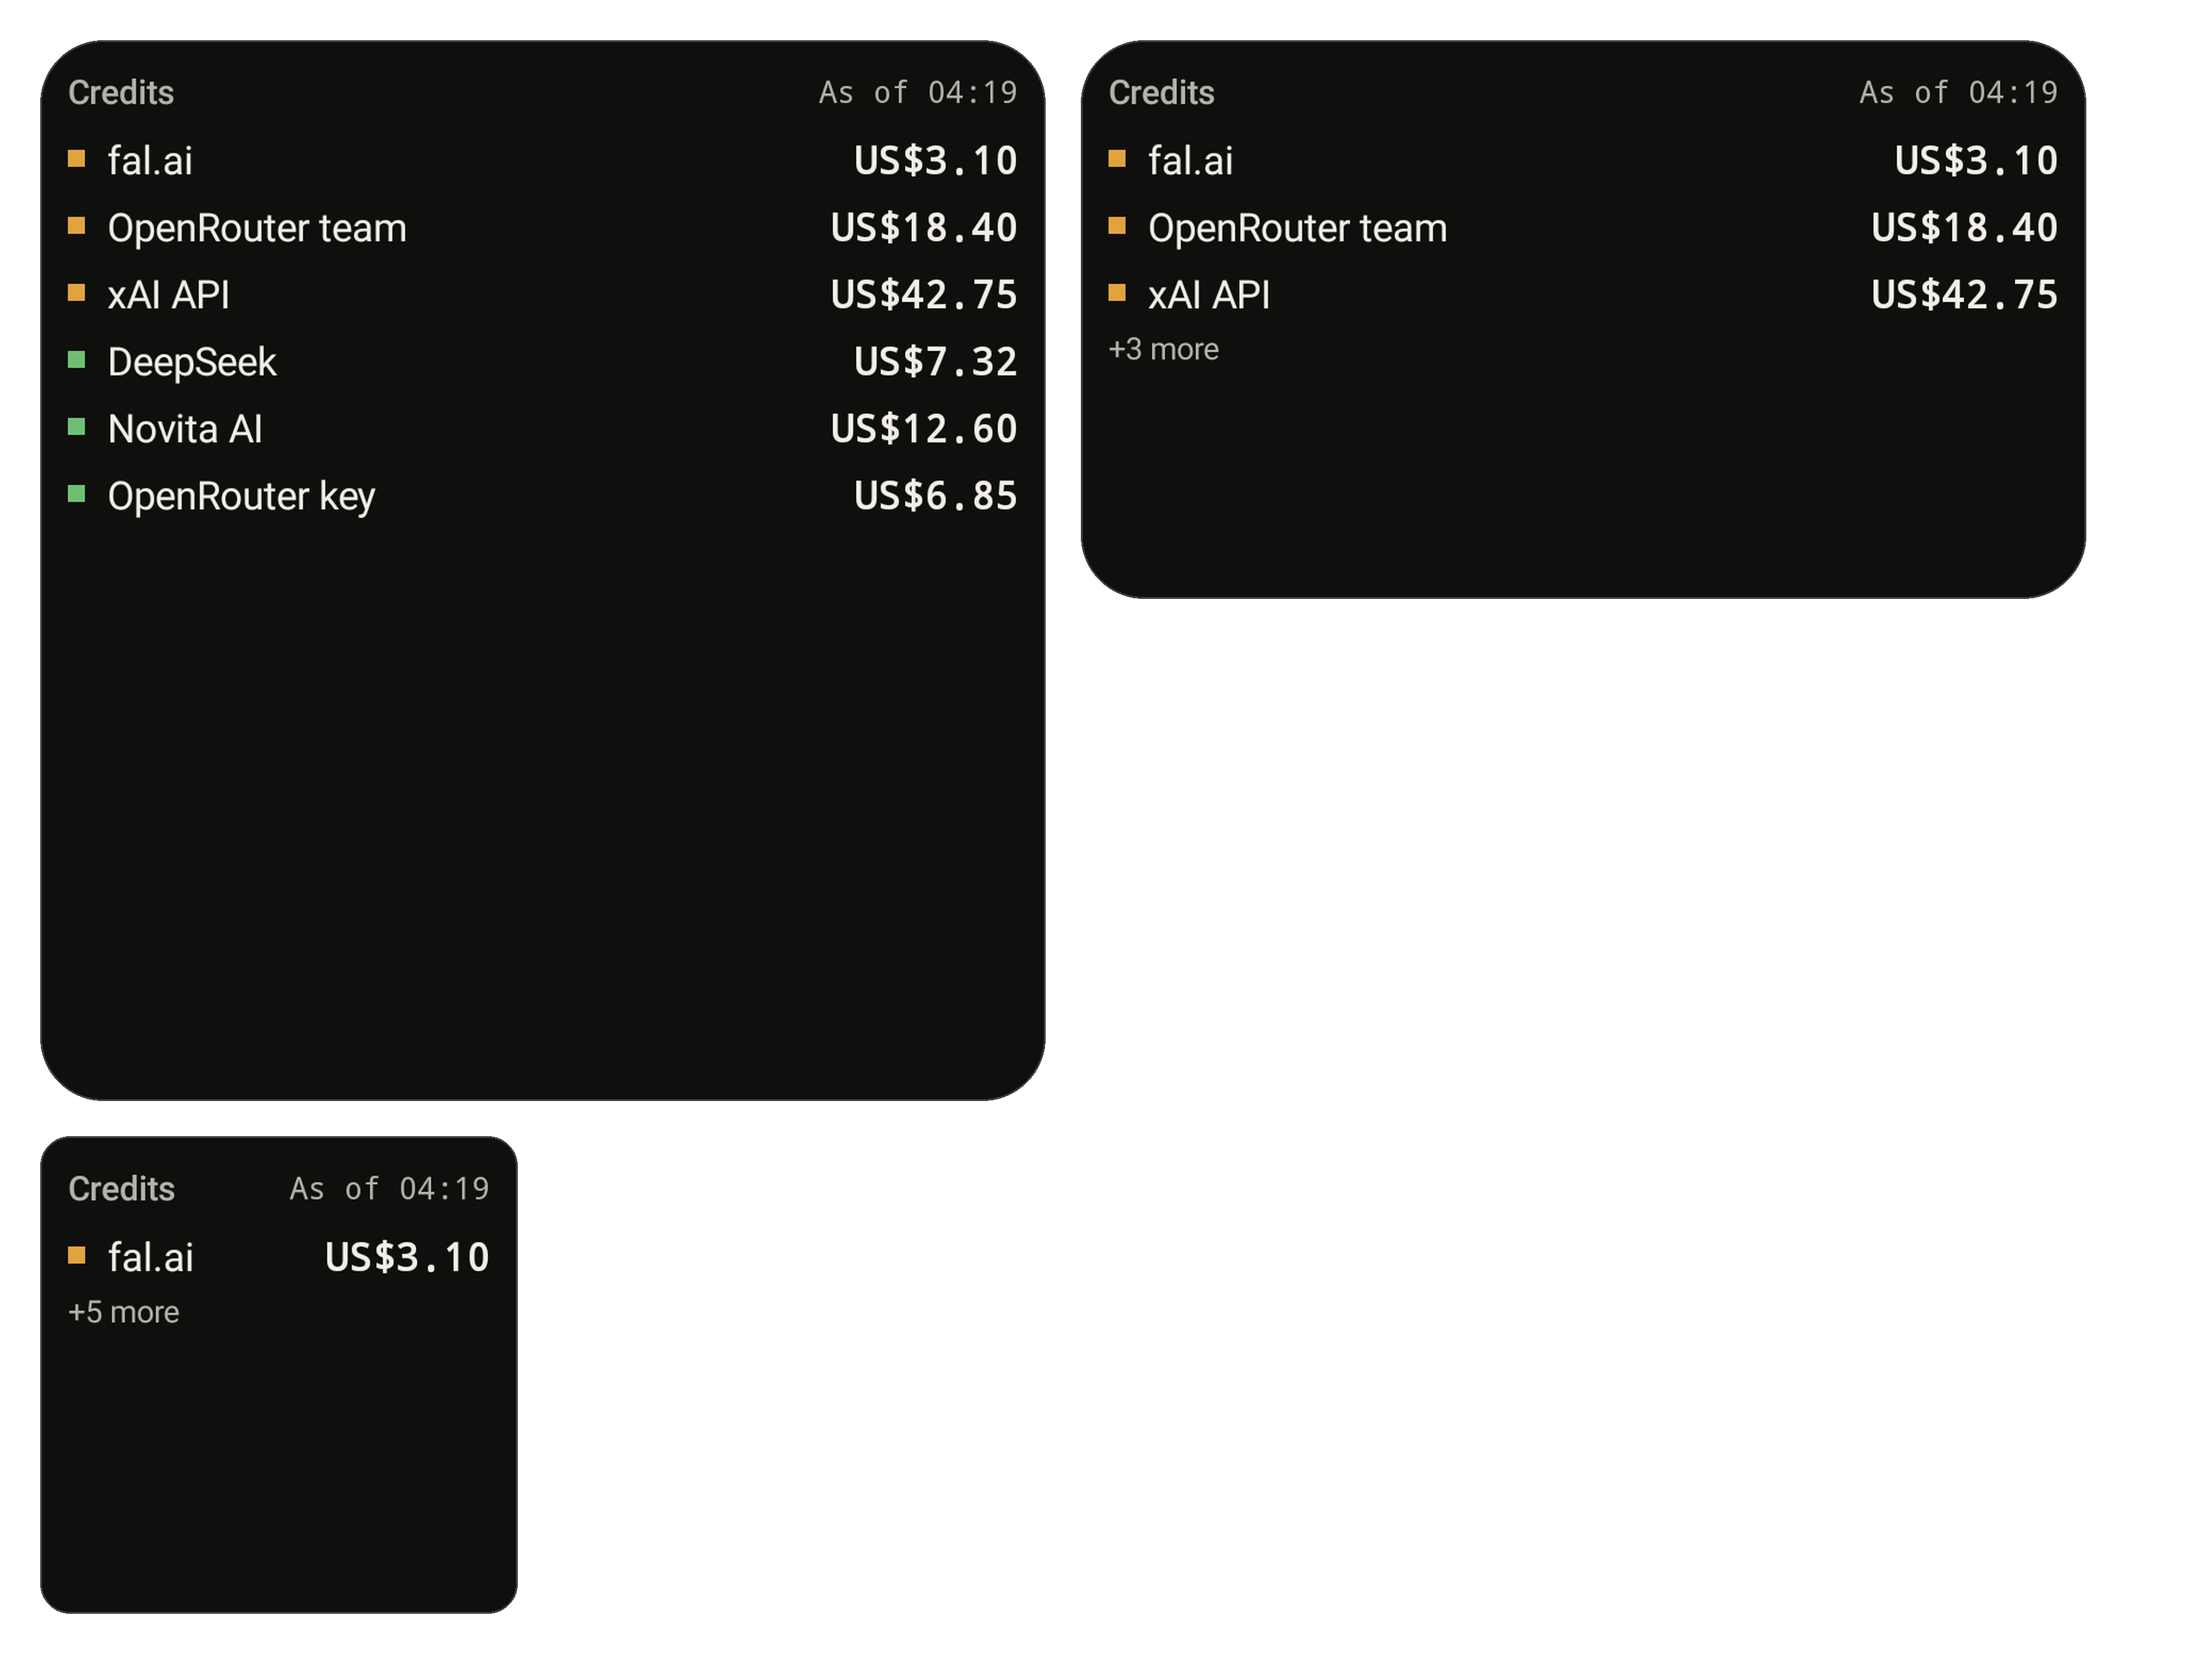 Credits As of 04:19
fal.ai US$3.10
OpenRouter team US$18.40
xAI API US$42.75
DeepSeek US$7.32
Novita AI US$12.60
OpenRouter key US$6.85
Credits As of 04:19
fal.ai US$3.10
OpenRouter team US$18.40
xAI API US$42.75
+3 more
Credits As of 04:19
fal.ai US$3.10
+5 more